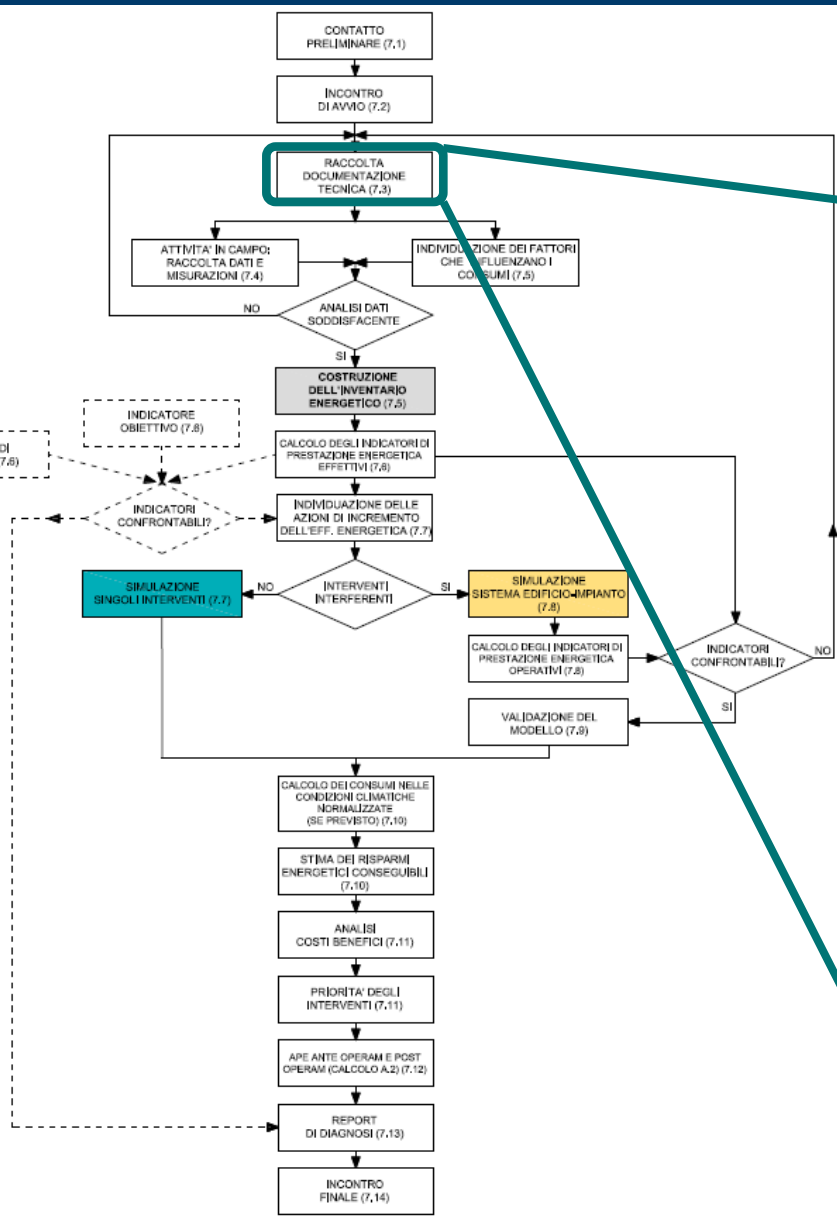 CONTATTO
PRELIMINARE (7.1)
INCONTRO
DI AVVIO (7.2)
RACCOLTA
DOCUMENTAZIONE
TECNICA (7.3)
ATTIVITA' IN CAMPO:
RACCOLTA DATI E
MISURAZIONI (7.4)
INDIVIDUAZIONE DEI FATTORI
CHE INFLUENZANO I
CONSUMI (7.5)
NO
ANALISI DATI
SODDISFACENTE
SI
COSTRUZIONE
DELL'INVENTARIO
ENERGETICO (7.5)
INDICATORE
OBIETTIVO (7.6)
DI
7.6)
CALCOLO DEGLI INDICATORI DI
PRESTAZIONE ENERGETICA
EFFETTIVI (7.6)
INDICATORI
CONFRONTABILI?
INDIVIDUAZIONE DELLE
AZIONI DI INCREMENTO
DELL'EFF. ENERGETICA (7.7)
SIMULAZIONE
SINGOLI INTERVENTI (7.7)
NO
INTERVENTI
INTERFERENTI
SI
SIMULAZIONE
SISTEMA EDIFICIO-IMPIANTO
(7.8)
CALCOLO DEGLI INDICATORI DI
PRESTAZIONE ENERGETICA
OPERATIVI (7.8)
INDICATORI
CONFRONTABILI?
NO
SI
VALIDAZIONE DEL
MODELLO (7.9)
CALCOLO DEI CONSUMI NELLE
CONDIZIONI CLIMATICHE
NORMALIZZATE
(SE PREVISTO) (7.10)
STIMA DEI RISPARMI
ENERGETICI CONSEGUIBILI
(7.10)
ANALISI
COSTI BENEFICI (7.11)
PRIORITA' DEGLI
INTERVENTI (7.11)
APE ANTE OPERAM E POST
OPERAM (CALCOLO A.2) (7.12)
REPORT
DI DIAGNOSI (7.13)
INCONTRO
FINALE (7.14)